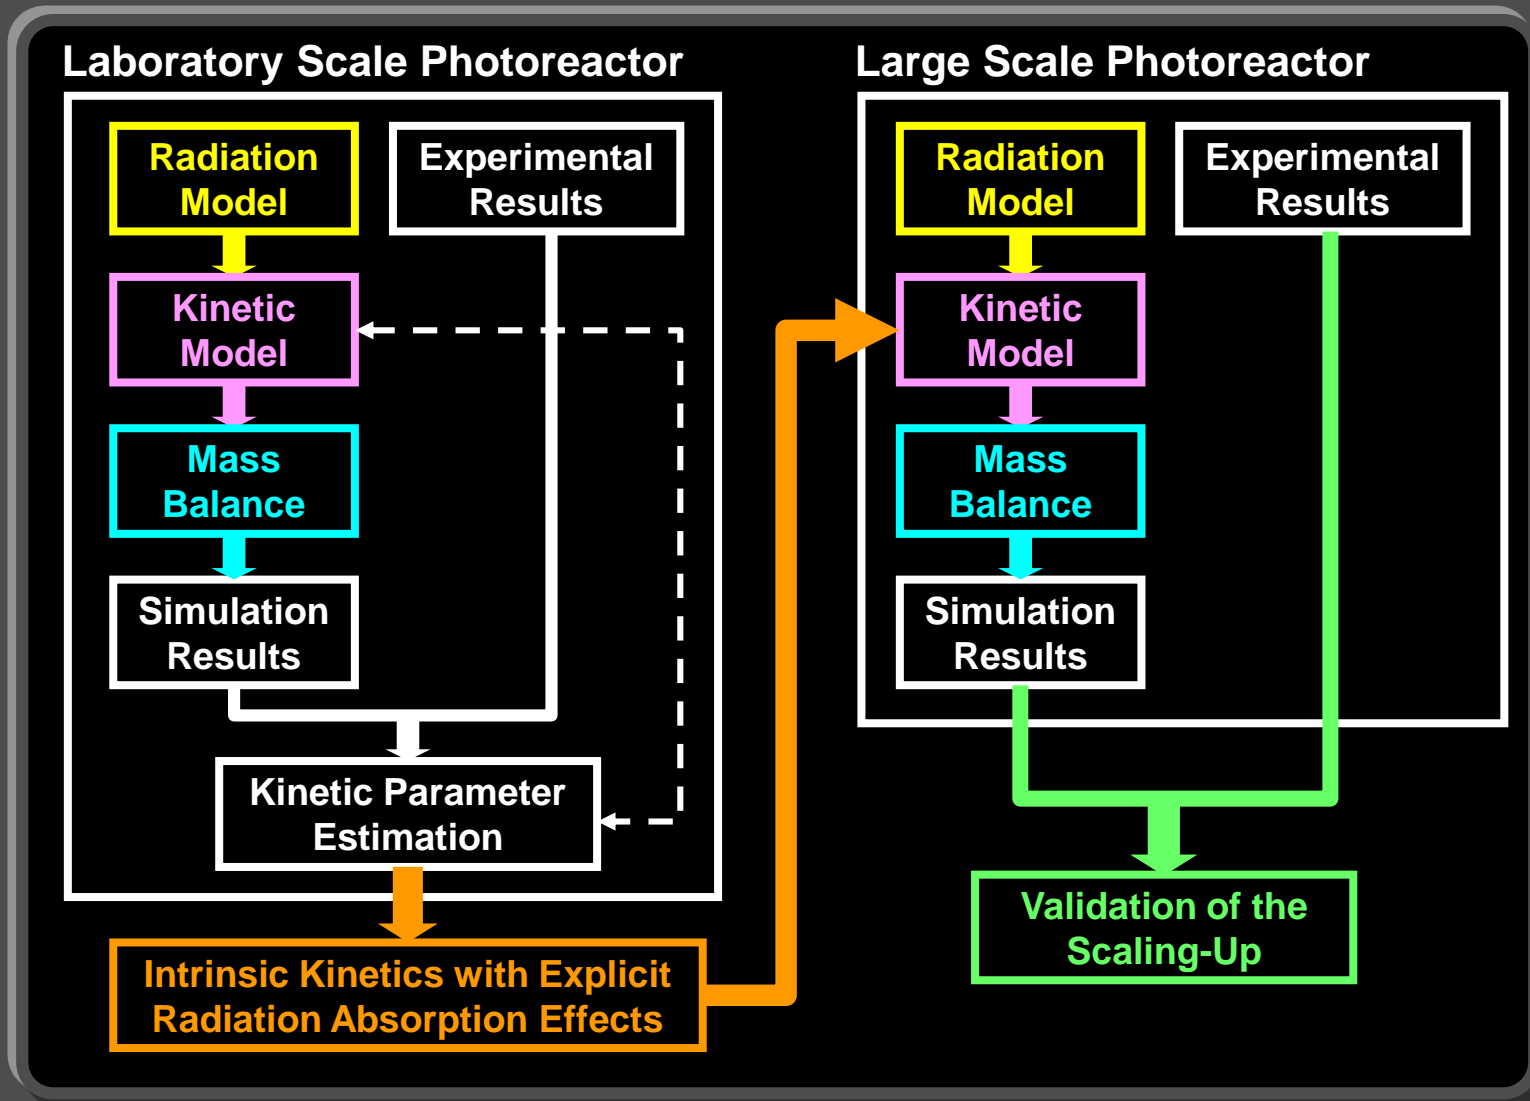 Laboratory Scale Photoreactor
Radiation
Model
Experimental
Results
Kinetic
Model
Mass
Balance
Simulation
Results
Kinetic Parameter
Estimation
Intrinsic Kinetics with Explicit
Radiation Absorption Effects
Large Scale Photoreactor
Radiation
Model
Experimental
Results
Kinetic
Model
Mass
Balance
Simulation
Results
Validation of the
Scaling-Up